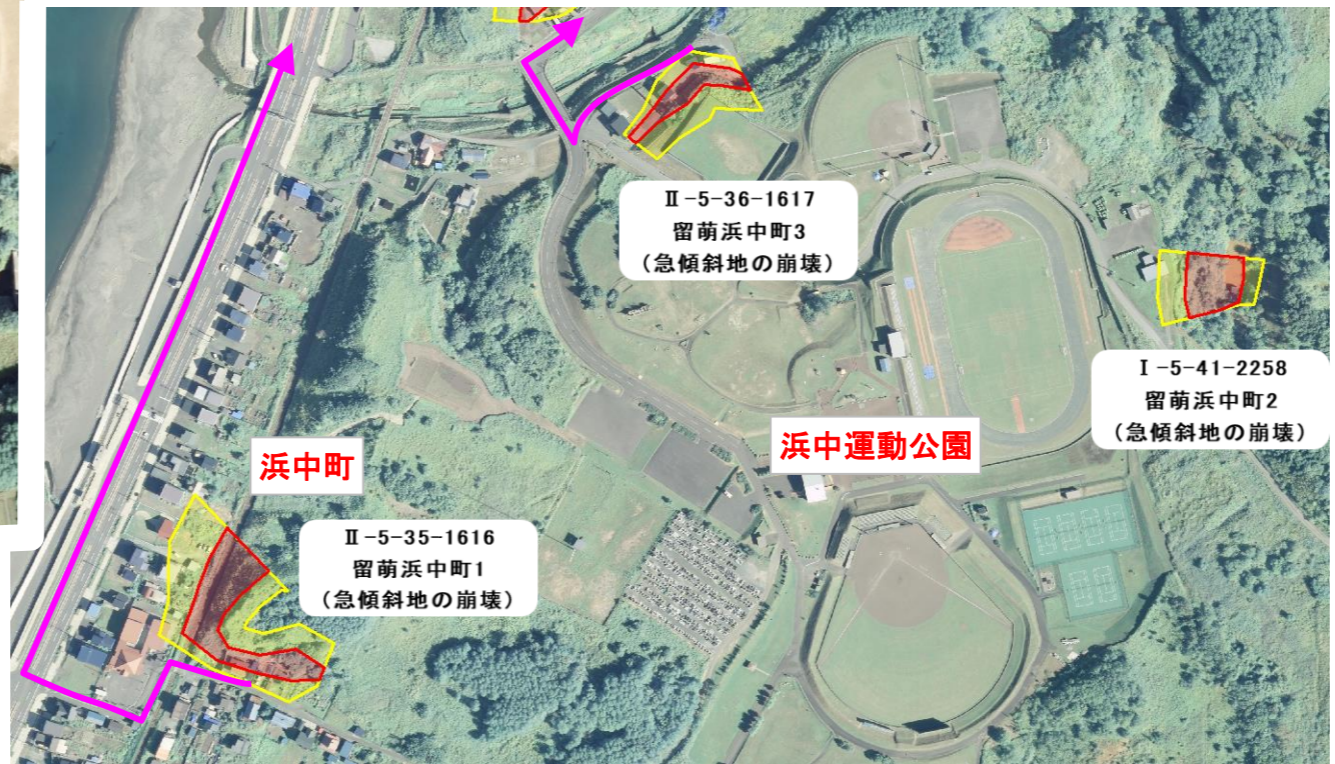 Ⅱ-5-36-1617
留萌浜中町3
(急傾斜地の崩壊)
Ⅰ-5-41-2258
留萌浜中町2
(急傾斜地の崩壊)
浜中運動公園
浜中町
Ⅱ-5-35-1616
留萌浜中町1
(急傾斜地の崩壊)